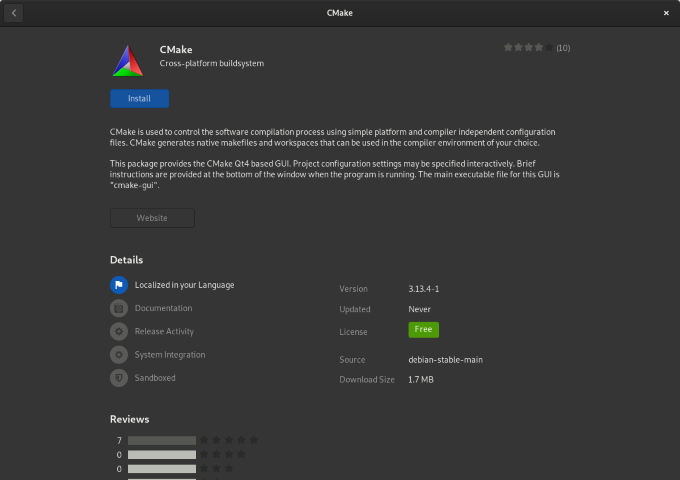 CMake
CMake
Cross-platform buildsystem
(10)
Install
CMake is used to control the software compilation process using simple platform and compiler independent configuration
files. CMake generates native makefiles and workspaces that can be used in the compiler environment of your choice.
This package provides the CMake Qt4 based GUI. Project configuration settings may be specified interactively. Brief
instructions are provided at the bottom of the window when the program is running. The main executable file for this GUI is
"cmake-gui".
Website
Details
Localized in your Language
Documentation
Release Activity
System Integration
Sandboxed
Version 3.13.4-1
Updated Never
License Free
Source debian-stable-main
Download Size 1.7 MB
Reviews
7
0
0